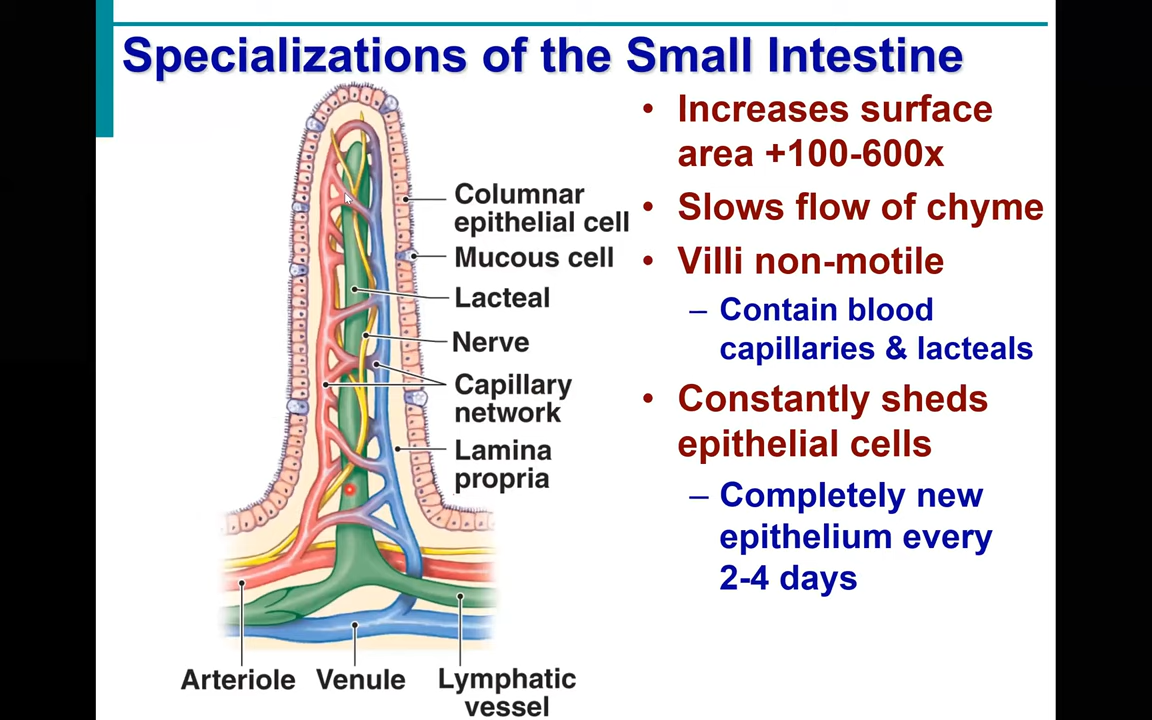 Specializations of the Small Intestine
Columnar
epithelial cell
Mucous cell
Lacteal
Nerve
Capillary
network
Lamina
propria
Arteriole
Venule
Lymphatic
vessel
• Increases surface
area +100-600x
• Slows flow of chyme
• Villi non-motile
– Contain blood
capillaries & lacteals
• Constantly sheds
epithelial cells
– Completely new
epithelium every
2-4 days